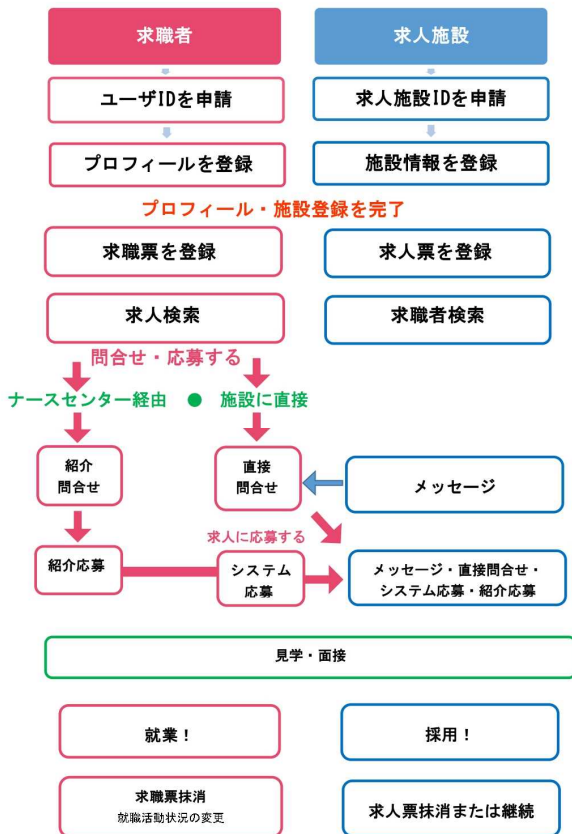 求職者
求人施設
ユーザIDを申請
求人施設IDを申請
プロフィールを登録
施設情報を登録
プロフィール・施設登録を完了
求職票を登録
求人票を登録
求人検索
求職者検索
問合せ・応募する
ナースセンター経由 ● 施設に直接
紹介
問合せ
直接
問合せ
メッセージ
求人に応募する
紹介応募
システム
応募
メッセージ・直接問合せ・
システム応募・紹介応募
見学・面接
就業！
採用！
求職票抹消
就職活動状況の変更
求人票抹消または継続